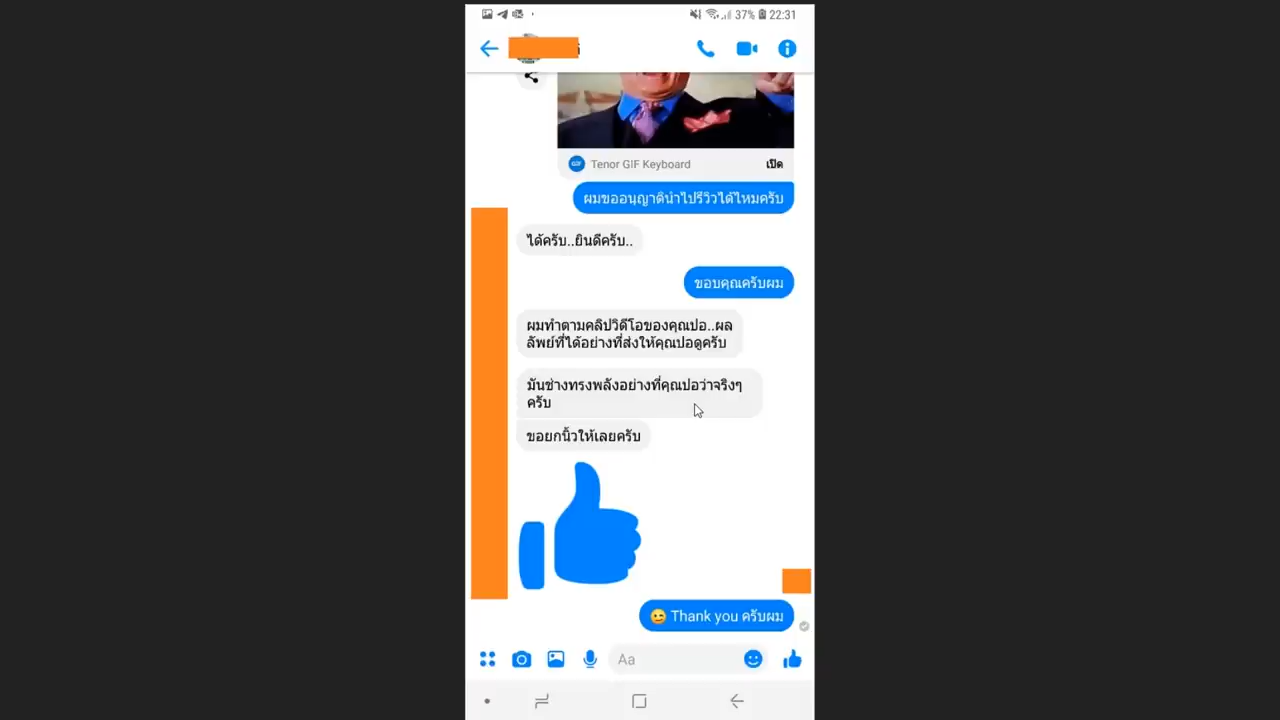 37% 22:31
Tenor GIF Keyboard เปิด
ผมขออนุญาตินำไปรีวิวได้ไหมครับ
ได้ครับ..ยินดีครับ..
ขอบคุณครับผม
ผมทำตามคลิปวิดีโอของคุณปอ..ผล
ลัพย์ที่ได้อย่างที่ส่งให้คุณปอดูครับ
มันช่างทรงพลังอย่างที่คุณปอว่าจริงๆ
ครับ
ขอยกนิ้วให้เลยครับ
😉 Thank you ครับผม
Aa